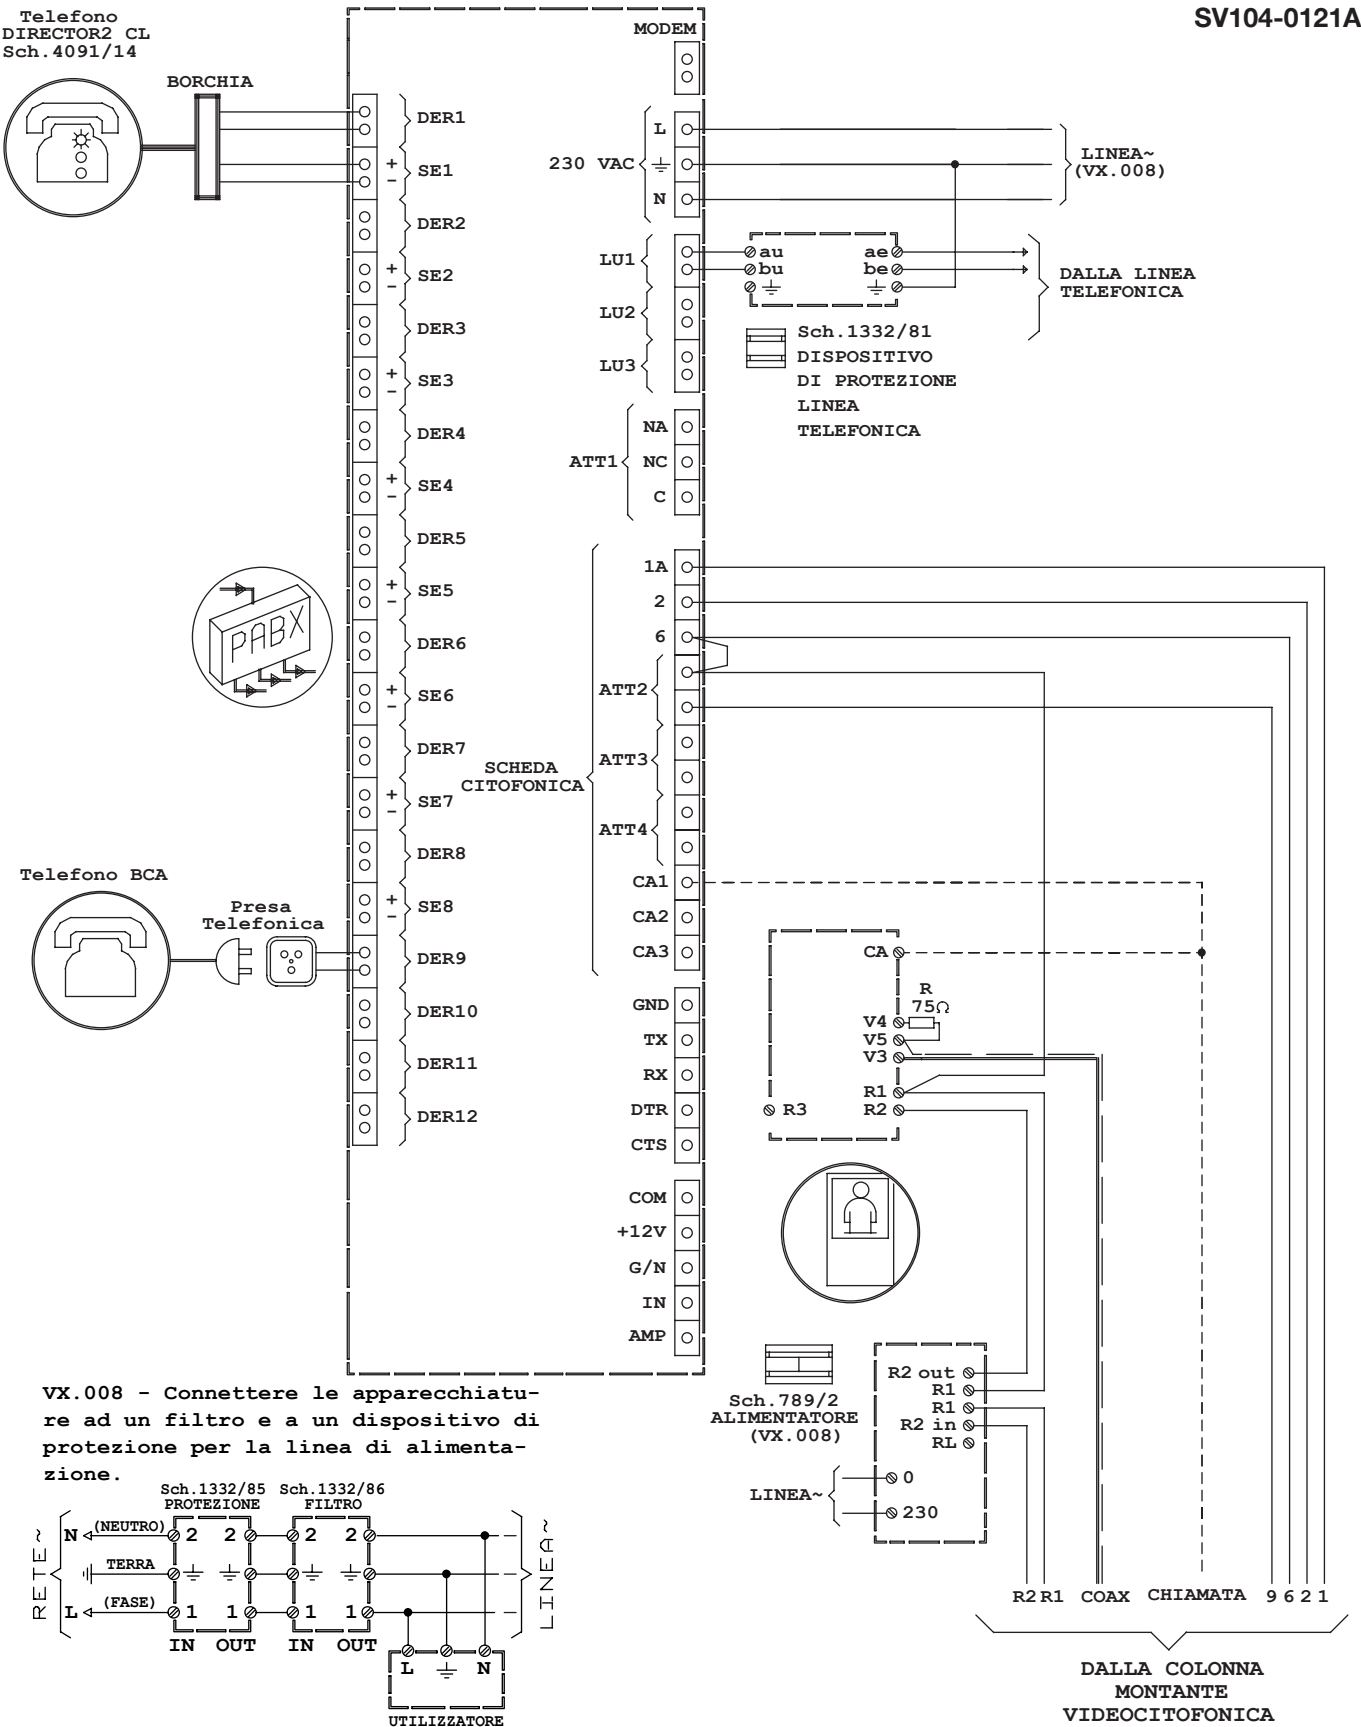 SV104-0121A
Telefono
DIRECTOR2 CL
Sch.4091/14
BORCHIA
MODEM
DER1
+
-
SE1
DER2
+
-
SE2
DER3
+
-
SE3
DER4
+
-
SE4
DER5
+
-
SE5
DER6
+
-
SE6
DER7
+
-
SE7
DER8
+
-
SE8
DER9
DER10
DER11
DER12
PABX
Telefono BCA
Presa
Telefonica
230 VAC
L
N
LINEA~
(VX.008)
LU1
LU2
LU3
au
bu
ae
be
DALLA LINEA
TELEFONICA
Sch.1332/81
DISPOSITIVO
DI PROTEZIONE
LINEA
TELEFONICA
ATT1
NA
NC
C
SCHEDA
CITOFONICA
1A
2
6
ATT2
ATT3
ATT4
CA1
CA2
CA3
GND
TX
RX
DTR
CTS
COM
+12V
G/N
IN
AMP
CA
R
75Ω
V4
V5
V3
R1
R3
R2
Sch.789/2
ALIMENTATORE
(VX.008)
R2 out
R1
R1
R2 in
RL
LINEA~
0
230
R2 R1 COAX CHIAMATA 9 6 2 1
DALLA COLONNA
MONTANTE
VIDEOCITOFONICA
VX.008 - Connettere le apparecchiatu-
re ad un filtro e a un dispositivo di
protezione per la linea di alimenta-
zione.
Sch.1332/85 Sch.1332/86
PROTEZIONE FILTRO
RETE~
N (NEUTRO) 2 2 2 2
TERRA
L (FASE) 1 1 1 1
IN OUT IN OUT
LINEA~
L N
UTILIZZATORE